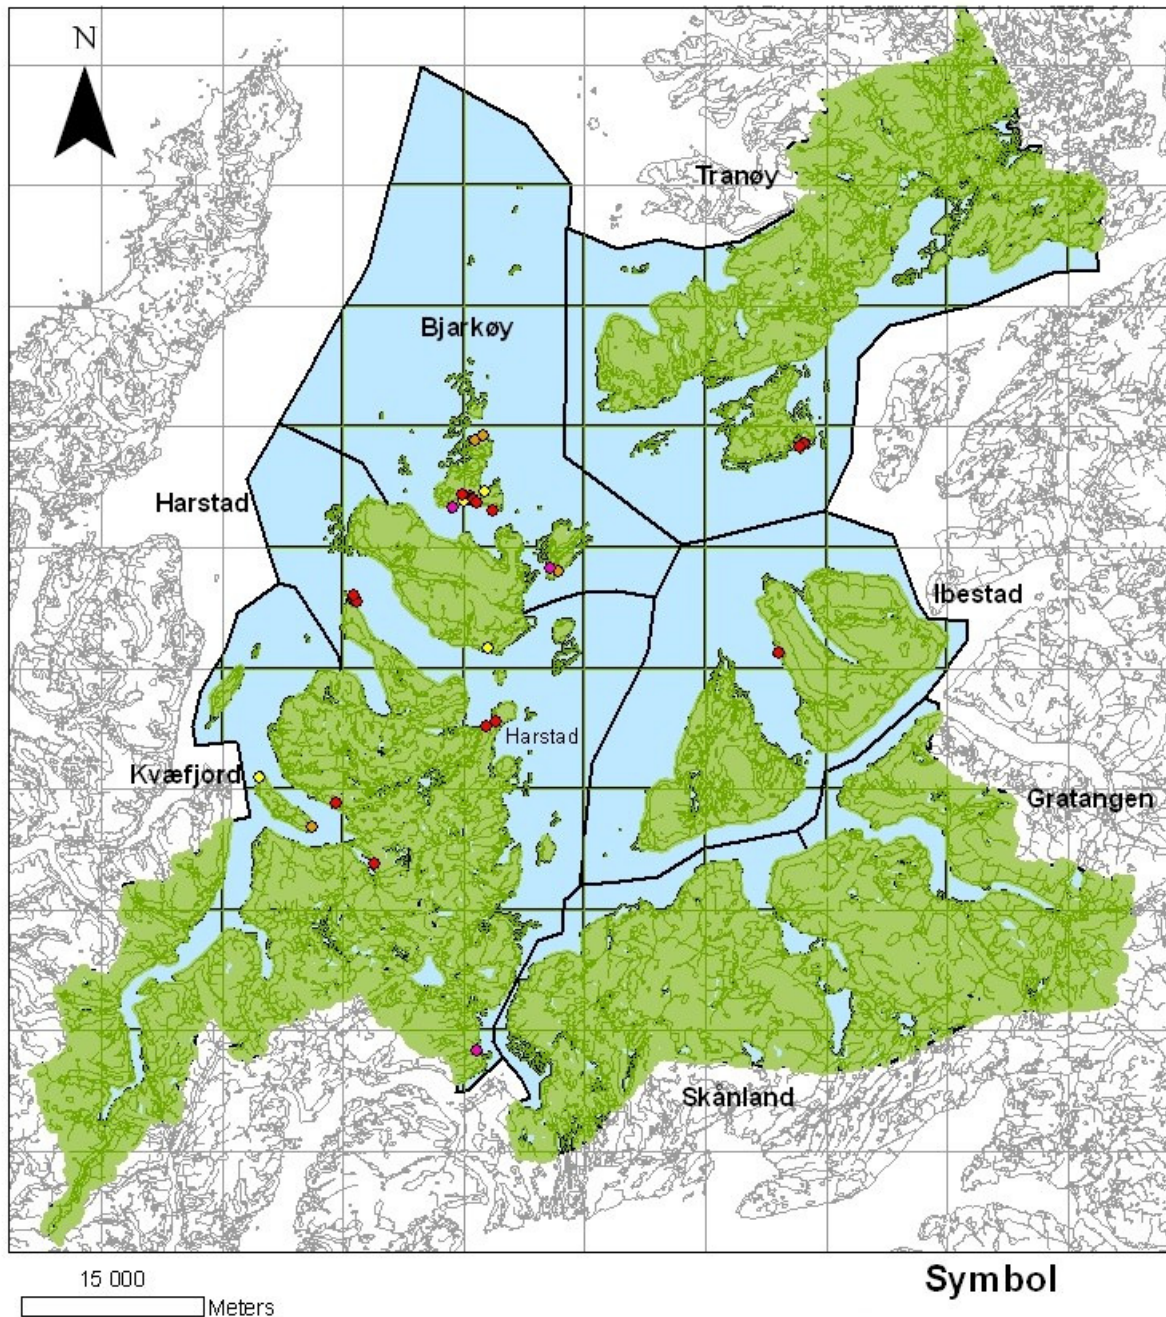 N
Tranøy
Bjarkøy
Harstad
Ibestad
Harstad
Kvæfjord
Gratangen
Skånland
15 000
Meters
Symbol